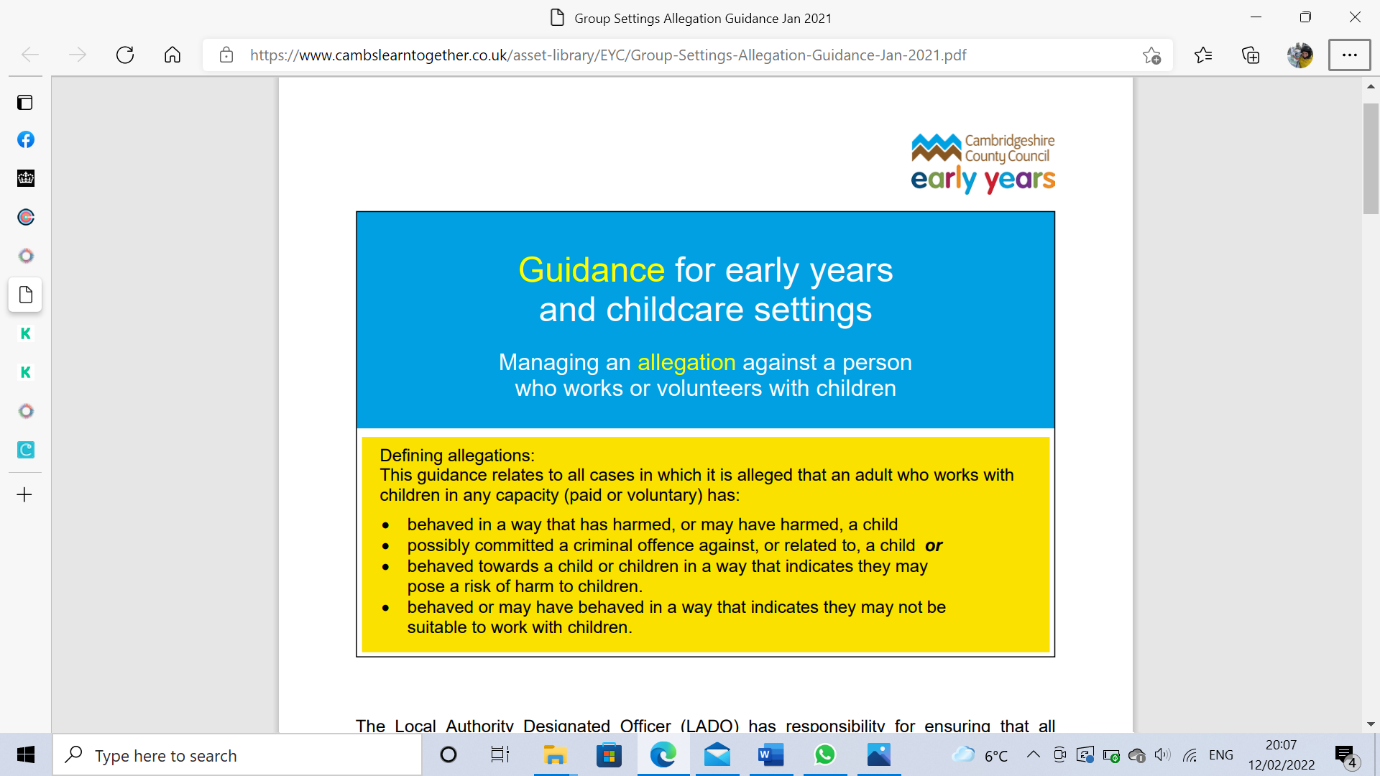 Group Settings Allegation Guidance Jan 2021
https://www.cambslearntogether.co.uk/asset-library/EYC/Group-Settings-Allegation-Guidance-Jan-2021.pdf
Cambridgeshire
County Council
early years
Guidance for early years
and childcare settings
Managing an allegation against a person
who works or volunteers with children
Defining allegations:
This guidance relates to all cases in which it is alleged that an adult who works with
children in any capacity (paid or voluntary) has:
• behaved in a way that has harmed, or may have harmed, a child
• possibly committed a criminal offence against, or related to, a child or
• behaved towards a child or children in a way that indicates they may
pose a risk of harm to children.
• behaved or may have behaved in a way that indicates they may not be
suitable to work with children.
The Local Authority Designated Officer (LADO) has responsibility for ensuring that all
Type here to search
6°C
ENG
20:07
12/02/2022
4